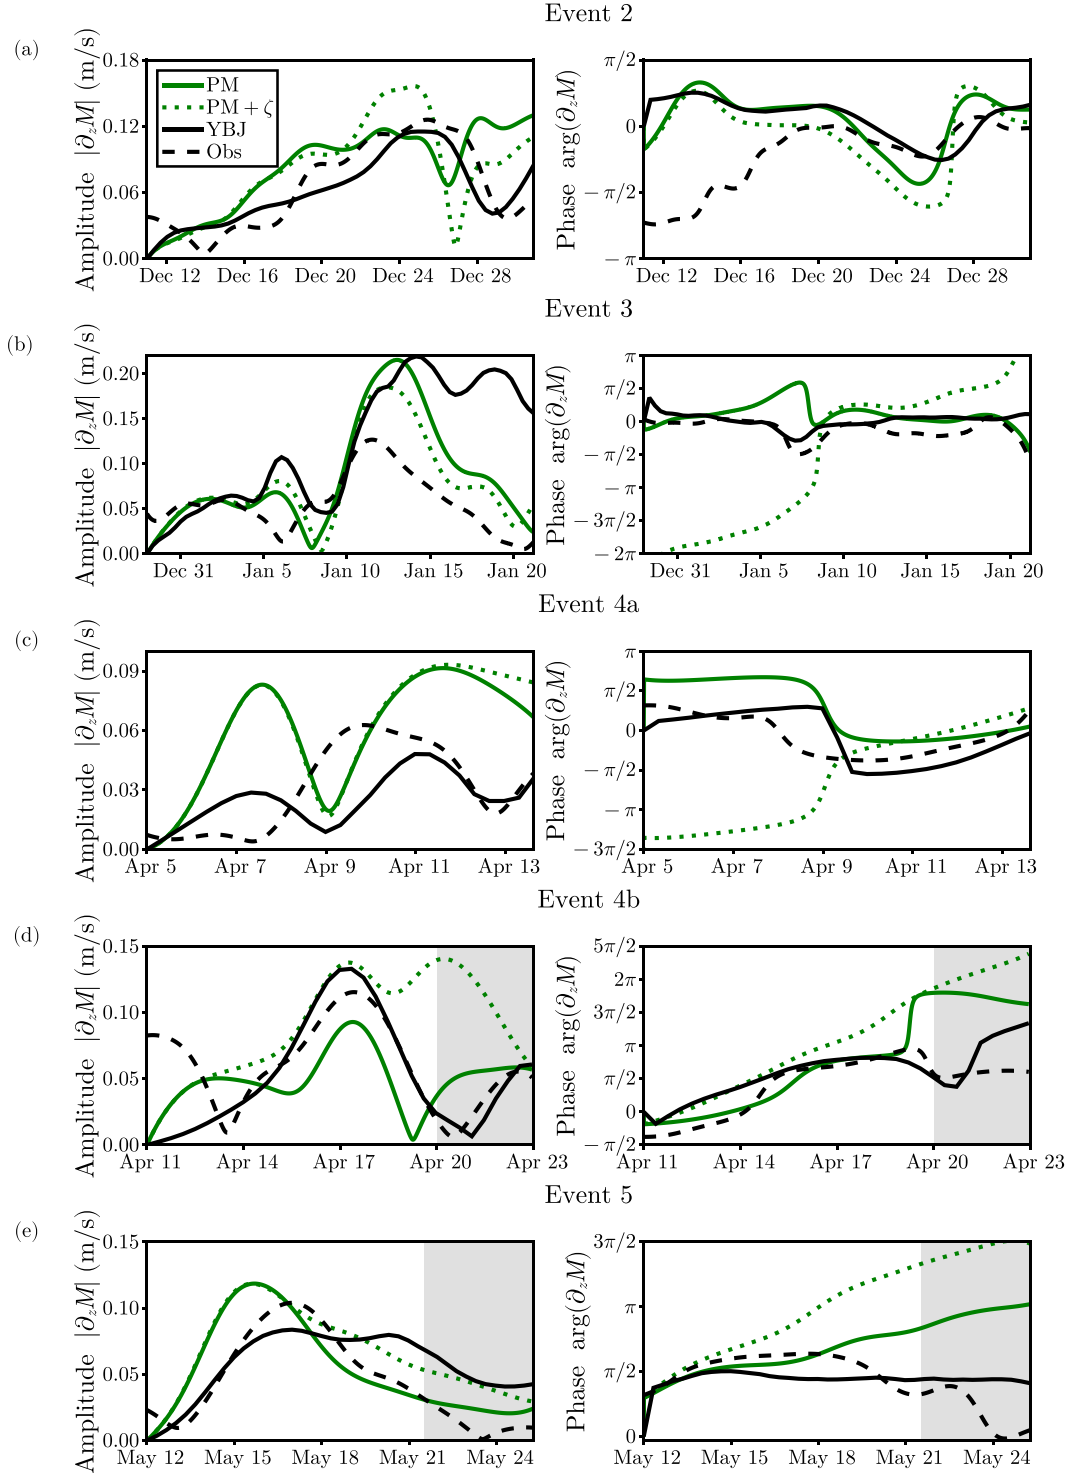 Event 2
(a)
Amplitude |∂zM| (m/s)
0.18
0.12
0.06
0.00
PM
PM + ζ
YBJ
Obs
Dec 12 Dec 16 Dec 20 Dec 24 Dec 28
Phase arg(∂zM)
π/2
0
−π/2
−π
Dec 12 Dec 16 Dec 20 Dec 24 Dec 28
Event 3
(b)
Amplitude |∂zM| (m/s)
0.20
0.15
0.10
0.05
0.00
Dec 31 Jan 5 Jan 10 Jan 15 Jan 20
Phase arg(∂zM)
π
π/2
0
−π/2
−π
−3π/2
−2π
Dec 31 Jan 5 Jan 10 Jan 15 Jan 20
Event 4a
(c)
Amplitude |∂zM| (m/s)
0.09
0.06
0.03
0.00
Apr 5 Apr 7 Apr 9 Apr 11 Apr 13
Phase arg(∂zM)
π
π/2
0
−π/2
−π
−3π/2
Apr 5 Apr 7 Apr 9 Apr 11 Apr 13
Event 4b
(d)
Amplitude |∂zM| (m/s)
0.15
0.10
0.05
0.00
Apr 11 Apr 14 Apr 17 Apr 20 Apr 23
Phase arg(∂zM)
5π/2
2π
3π/2
π
π/2
0
−π/2
Apr 11 Apr 14 Apr 17 Apr 20 Apr 23
Event 5
(e)
Amplitude |∂zM| (m/s)
0.15
0.10
0.05
0.00
May 12 May 15 May 18 May 21 May 24
Phase arg(∂zM)
3π/2
π
π/2
0
May 12 May 15 May 18 May 21 May 24